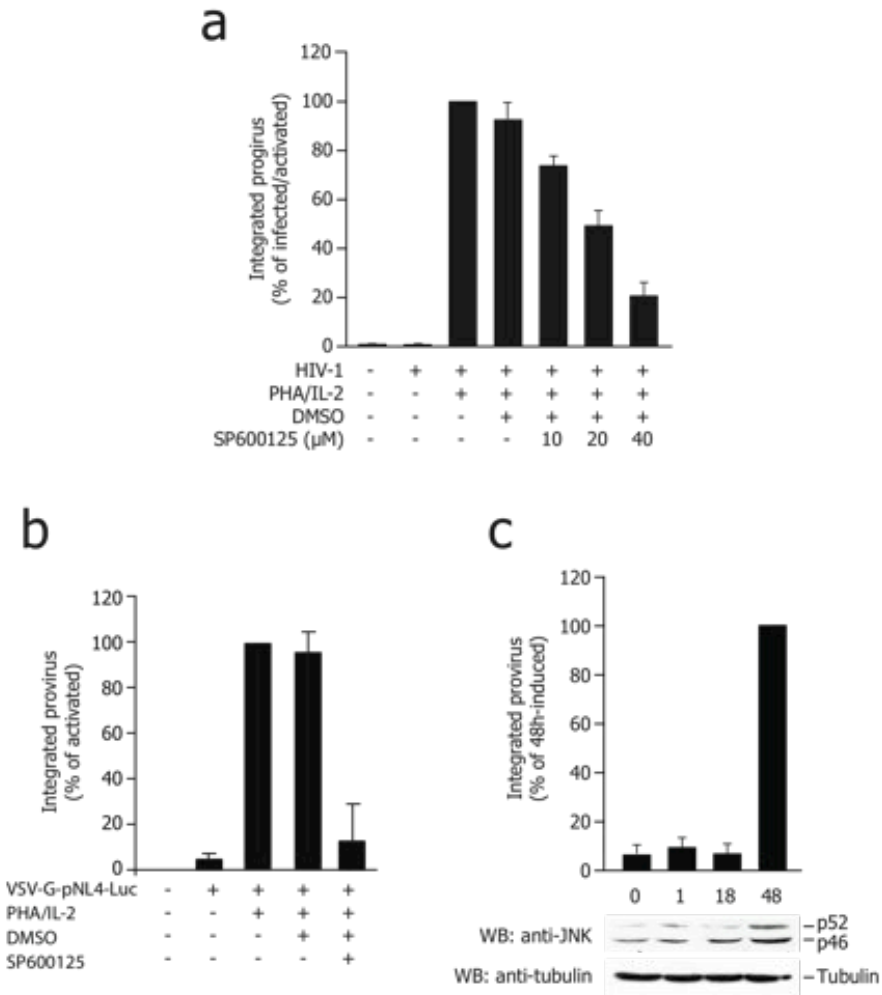 a
120
100
80
60
40
20
0
Integrated progirus
(% of infected/activated)
HIV-1 - + + + + + +
PHA/IL-2 - - + + + + +
DMSO - - - + + + +
SP600125 (µM) - - - - 10 20 40
b
120
100
80
60
40
20
0
Integrated provirus
(% of activated)
VSV-G-pNL4-Luc - + + + +
PHA/IL-2 - - + + +
DMSO - - - + +
SP600125 - - - - +
c
120
100
80
60
40
20
0
Integrated provirus
(% of 48h-induced)
0 1 18 48
WB: anti-JNK
p52
p46
WB: anti-tubulin
Tubulin